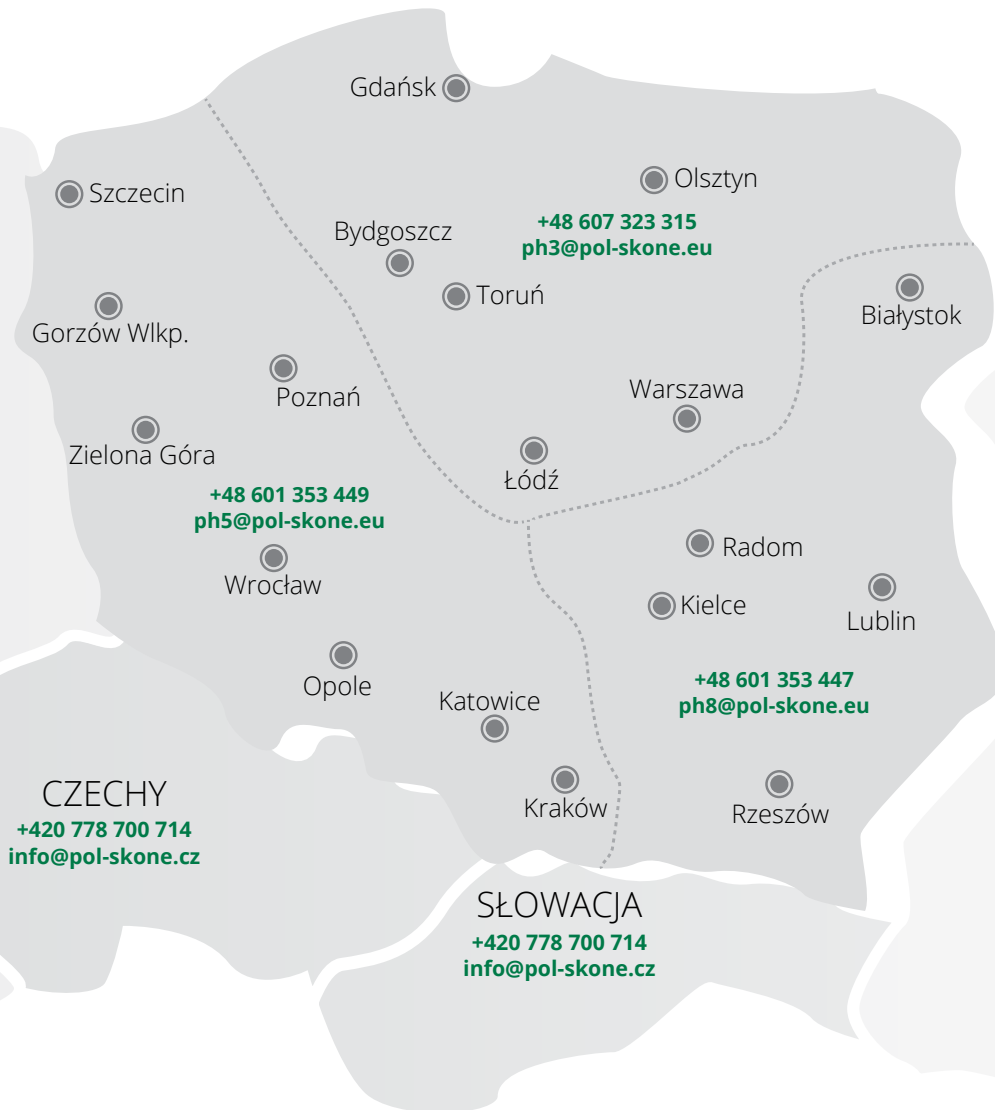 Gdańsk
Olsztyn
Szczecin
+48 607 323 315
ph3@pol-skone.eu
Bydgoszcz
Toruń
Białystok
Gorzów Wlkp.
Poznań
Warszawa
Zielona Góra
Łódź
+48 601 353 449
ph5@pol-skone.eu
Radom
Wrocław
Kielce
Lublin
Opole
+48 601 353 447
ph8@pol-skone.eu
Katowice
Kraków
Rzeszów
CZECHY
+420 778 700 714
info@pol-skone.cz
SŁOWACJA
+420 778 700 714
info@pol-skone.cz